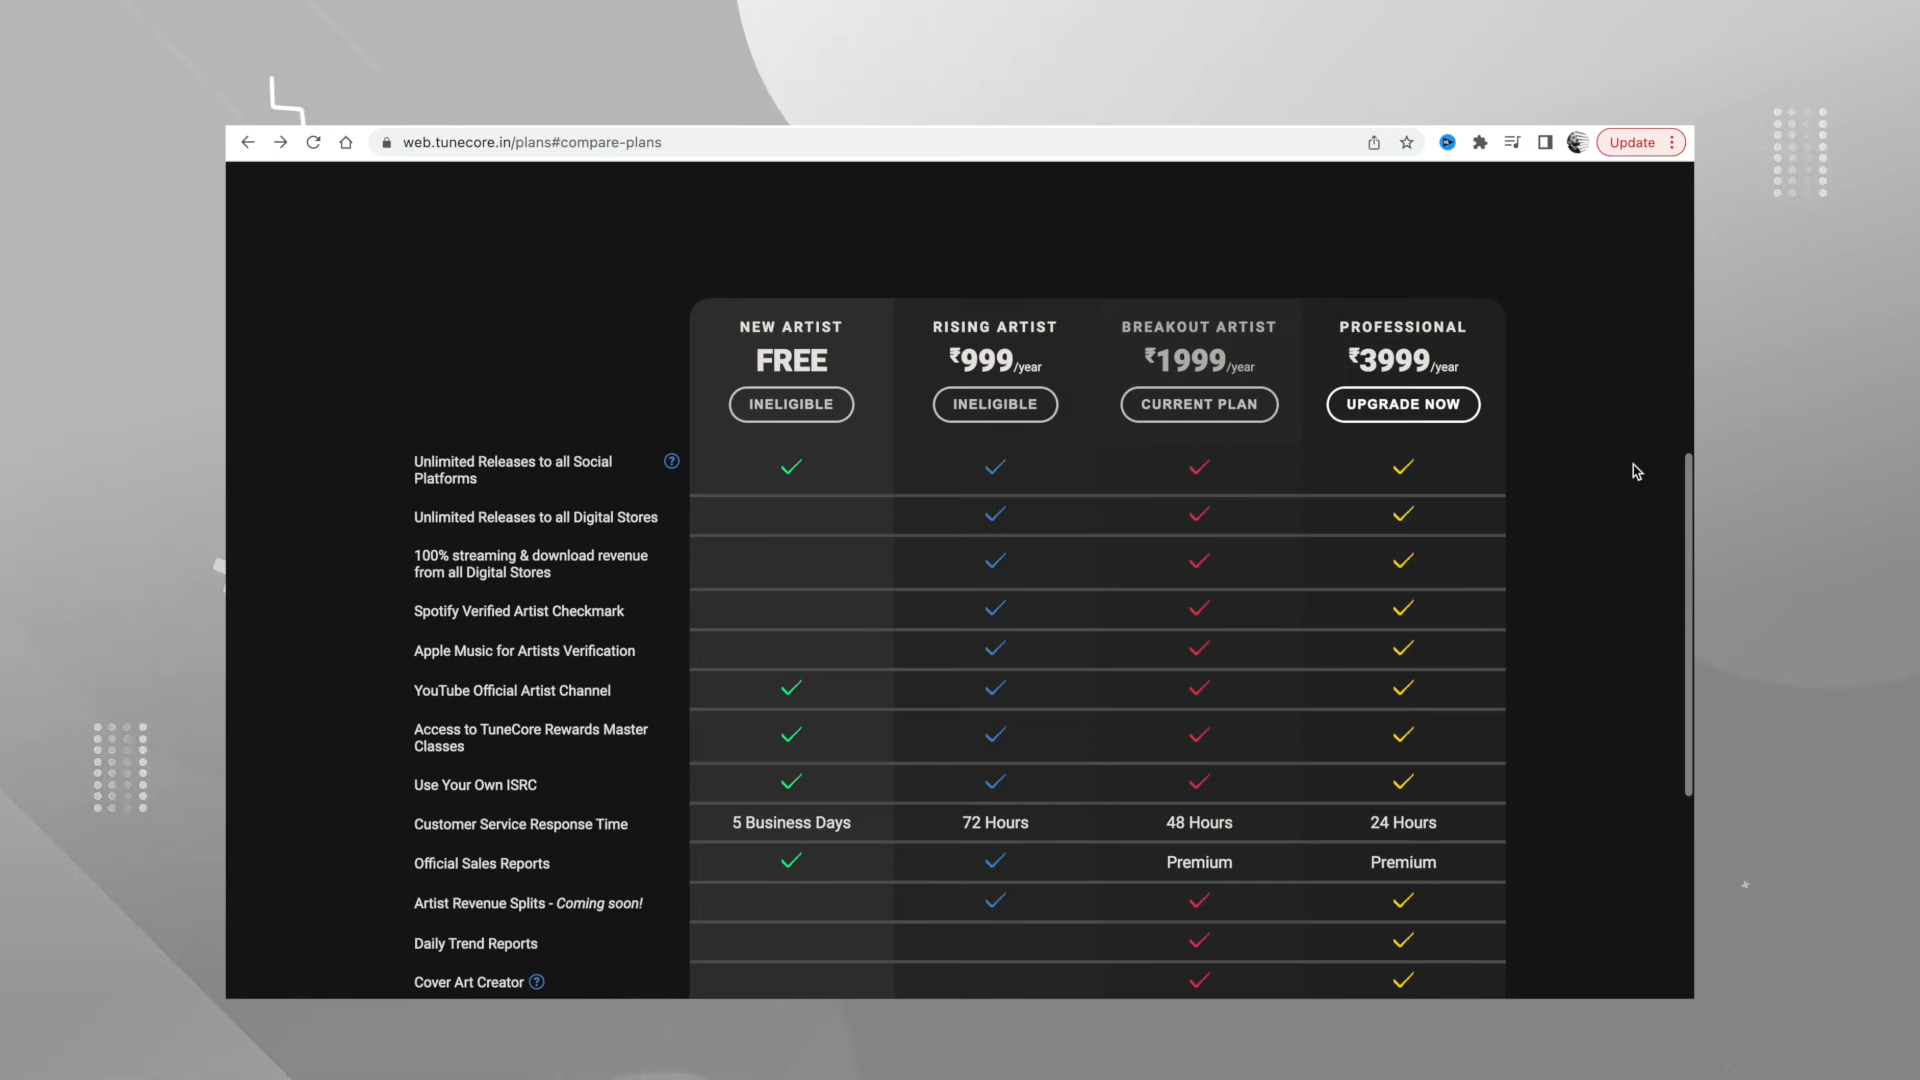 web.tunecore.in/plans#compare-plans
Update
NEW ARTIST RISING ARTIST BREAKOUT ARTIST PROFESSIONAL
FREE ₹999/year ₹1999/year ₹3999/year
INELIGIBLE INELIGIBLE CURRENT PLAN UPGRADE NOW
Unlimited Releases to all Social
Platforms
Unlimited Releases to all Digital Stores
100% streaming & download revenue
from all Digital Stores
Spotify Verified Artist Checkmark
Apple Music for Artists Verification
YouTube Official Artist Channel
Access to TuneCore Rewards Master
Classes
Use Your Own ISRC
Customer Service Response Time 5 Business Days 72 Hours 48 Hours 24 Hours
Official Sales Reports Premium Premium
Artist Revenue Splits - Coming soon!
Daily Trend Reports
Cover Art Creator